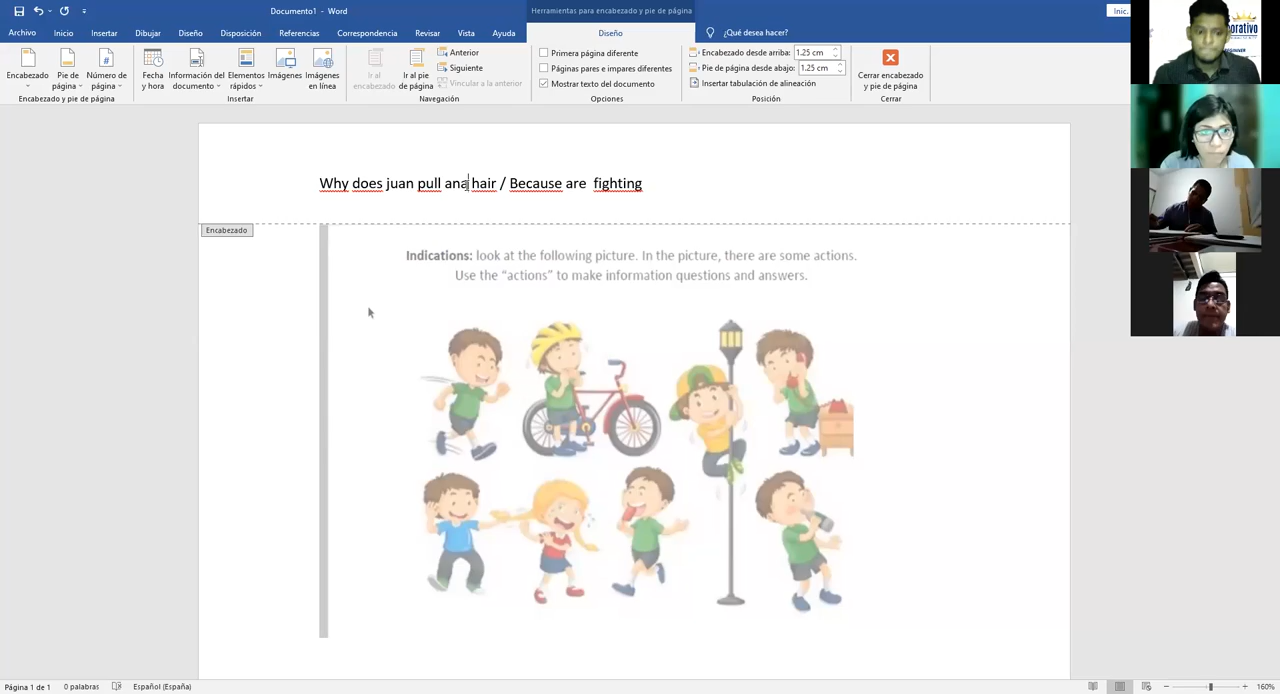 Documento1 - Word
Herramientas para encabezado y pie de página
Inic.
Archivo Inicio Insertar Dibujar Diseño Disposición Referencias Correspondencia Revisar Vista Ayuda Diseño ¿Qué desea hacer?
Encabezado
Pie de página
Número de página
Encabezado y pie de página
Fecha y hora
Información del documento
Elementos rápidos
Imágenes
Imágenes en línea
Insertar
Ir al encabezado
Ir al pie de página
Anterior
Siguiente
Vincular a la anterior
Navegación
Primera página diferente
Páginas pares e impares diferentes
Mostrar texto del documento
Opciones
Encabezado desde arriba: 1.25 cm
Pie de página desde abajo: 1.25 cm
Insertar tabulación de alineación
Posición
Cerrar encabezado y pie de página
Cerrar
orativo
Why does juan pull ana hair / Because are fighting
Encabezado
Indications: look at the following picture. In the picture, there are some actions.
Use the “actions” to make information questions and answers.
Página 1 de 1 0 palabras Español (España) 160%